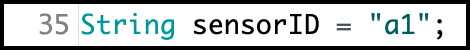 35 String sensorID = "a1";